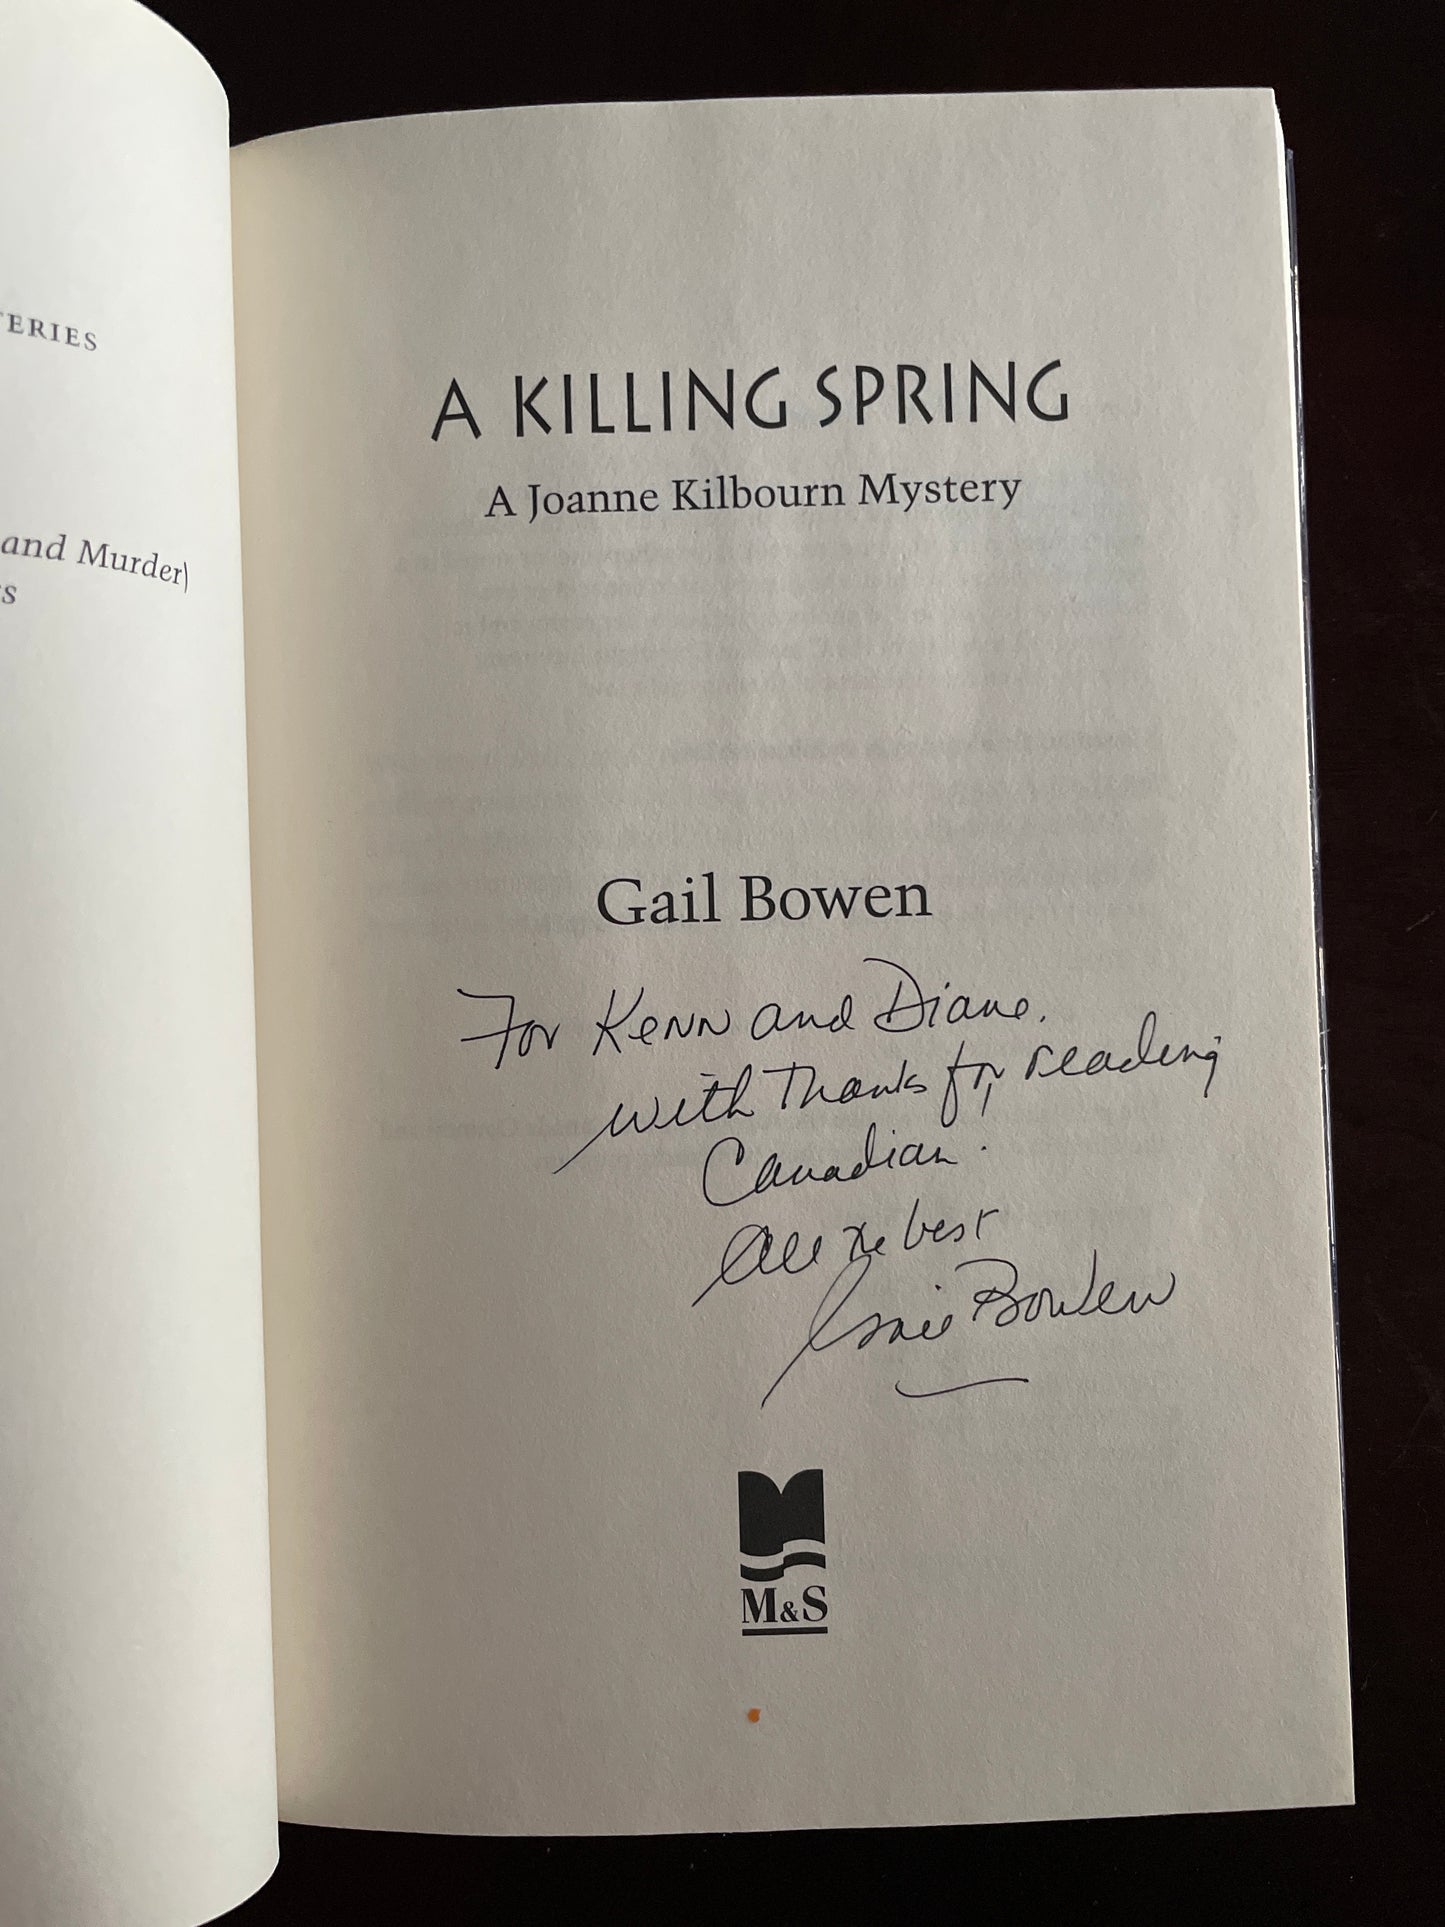 TERIES
and Murder)
s
A KILLING SPRING
A Joanne Kilbourn Mystery
Gail Bowen
For Kenn and Diane.
with thanks for reading
Canadian.
All the best
Gail Bowen
M&S